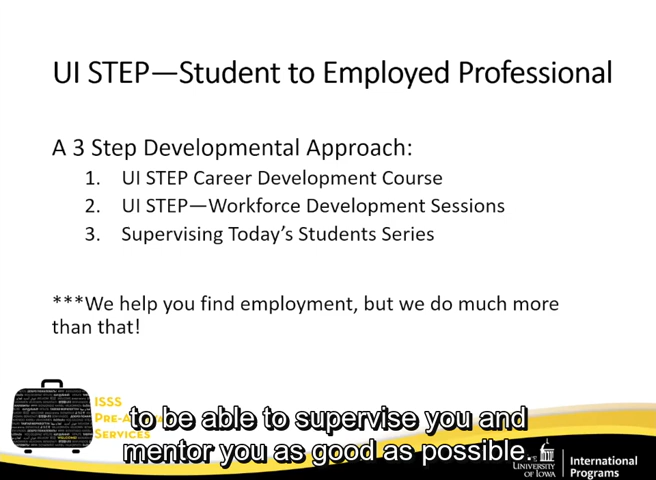 UI STEP—Student to Employed Professional
A 3 Step Developmental Approach:
1. UI STEP Career Development Course
2. UI STEP—Workforce Development Sessions
3. Supervising Today's Students Series
***We help you find employment, but we do much more
than that!
ISSS
to be able to supervise you and
mentor you as good as possible.
SERVICES
THE
UNIVERSITY
OF IOWA
International
Programs